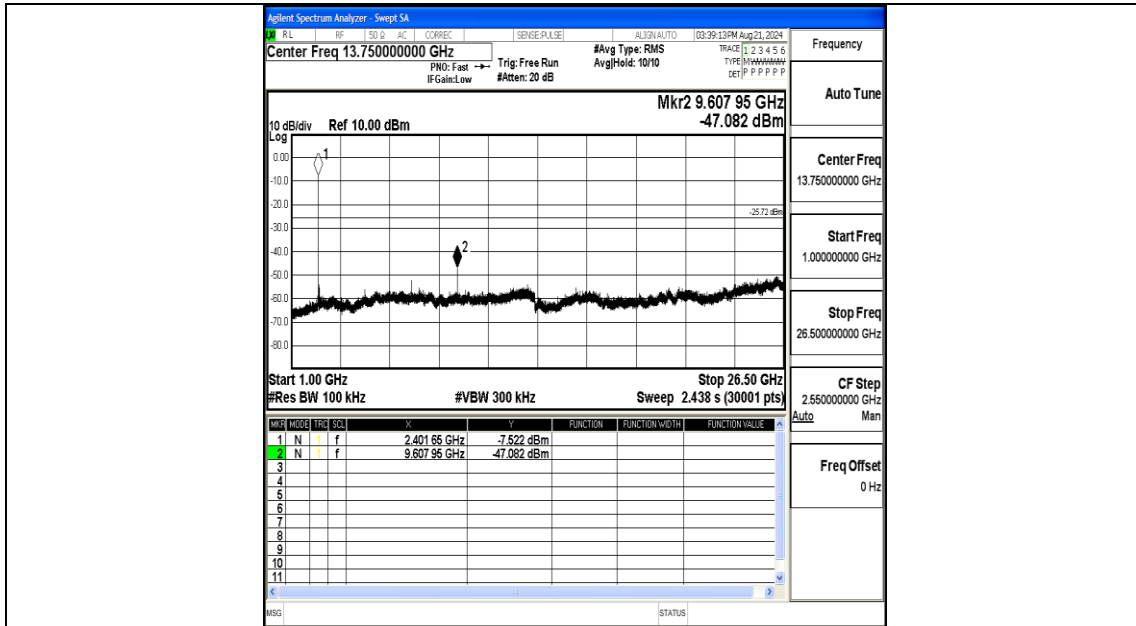 Agilent Spectrum Analyzer - Swept SA
RL RF 50 Ω AC CORREC SENSE:PULSE ALIGN AUTO 03:39:13PM Aug 21, 2024
Center Freq 13.750000000 GHz
PNO: Fast
IFGain:Low
Trig: Free Run
#Atten: 20 dB
#Avg Type: RMS
Avg|Hold: 10/10
TRACE 1 2 3 4 5 6
TYPE MWWWWW
DET P P P P P P
Mkr2 9.607 95 GHz
-47.082 dBm
10 dB/div Ref 10.00 dBm
Log
0.00
-10.0
-20.0
-30.0
-40.0
-50.0
-60.0
-70.0
-80.0
1
2
-25.72 dBm
Start 1.00 GHz Stop 26.50 GHz
#Res BW 100 kHz #VBW 300 kHz Sweep 2.438 s (30001 pts)
MKR MODE TRC SCL X Y FUNCTION FUNCTION WIDTH FUNCTION VALUE
1 N 1 f 2.401 65 GHz -7.522 dBm
2 N 1 f 9.607 95 GHz -47.082 dBm
3
4
5
6
7
8
9
10
11
MSG STATUS
Frequency
Auto Tune
Center Freq
13.750000000 GHz
Start Freq
1.000000000 GHz
Stop Freq
26.500000000 GHz
CF Step
2.550000000 GHz
Auto Man
Freq Offset
0 Hz